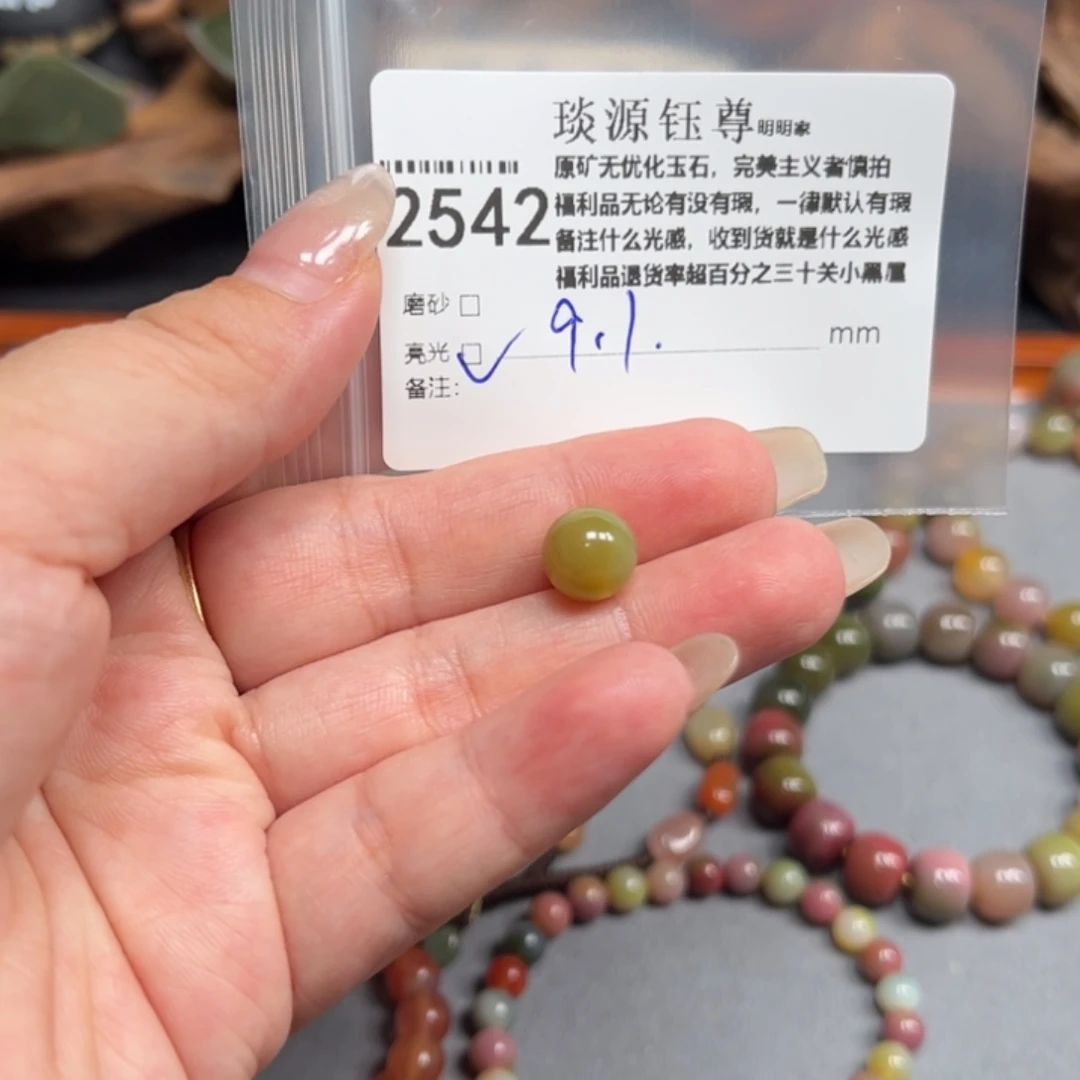 琰源钰尊明明家
原矿无优化玉石，完美主义者慎拍
2542
福利品无论有没有瑕，一律默认有瑕
备注什么光感，收到货就是什么光感
福利品退货率超百分之三十关小黑屋
磨砂 □
亮光 □ ✓ 9.1. mm
备注: